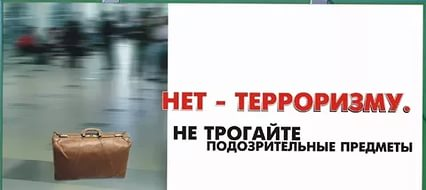 НЕТ - ТЕРРОРИЗМУ.
НЕ ТРОГАЙТЕ
ПОДОЗРИТЕЛЬНЫЕ ПРЕДМЕТЫ